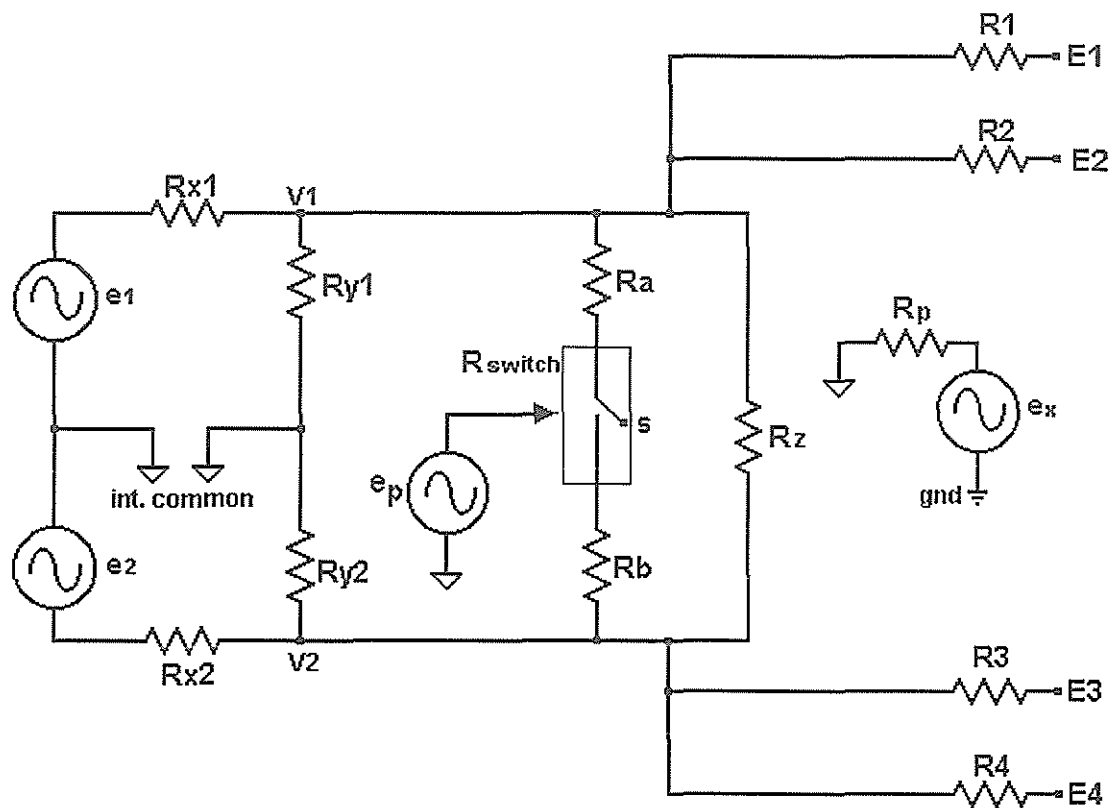 R1
E1
R2
E2
Rx1
V1
e1
Ry1
Ra
Rp
Rswitch
ex
s
Rz
int. common
ep
gnd
e2
Ry2
Rb
Rx2
V2
R3
E3
R4
E4